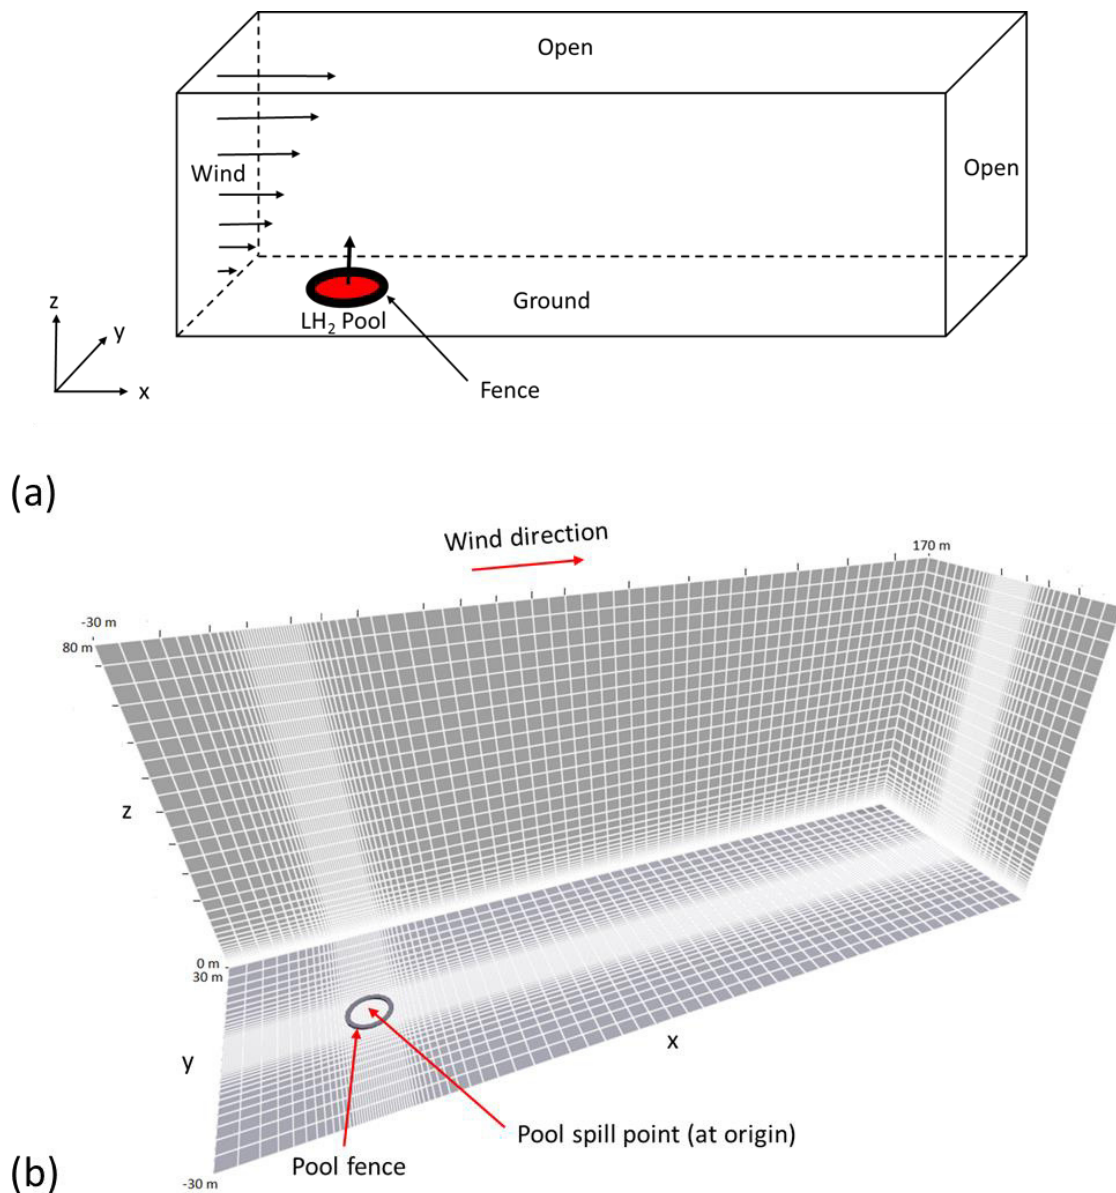 Open
Wind
Open
z
y
x
Ground
LH₂ Pool
Fence
(a)
Wind direction
170 m
-30 m
80 m
z
0 m
30 m
y
x
Pool spill point (at origin)
Pool fence
-30 m
(b)